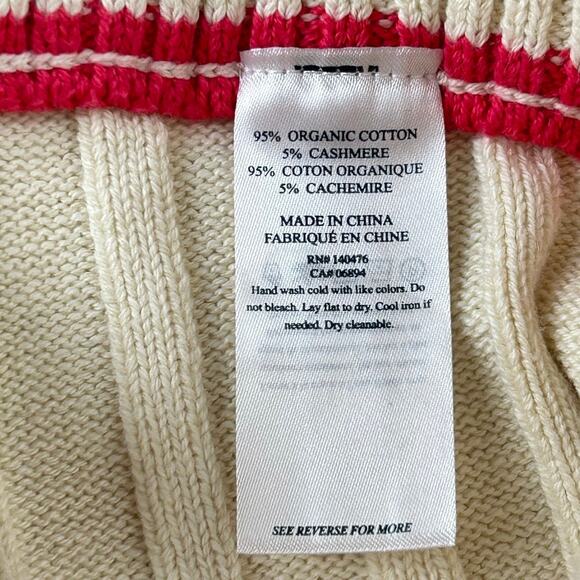 95% ORGANIC COTTON
5% CASHMERE
95% COTON ORGANIQUE
5% CACHEMIRE
MADE IN CHINA
FABRIQUÉ EN CHINE
RN# 140476
CA# 06894
Hand wash cold with like colors. Do
not bleach. Lay flat to dry. Cool iron if
needed. Dry cleanable.
SEE REVERSE FOR MORE